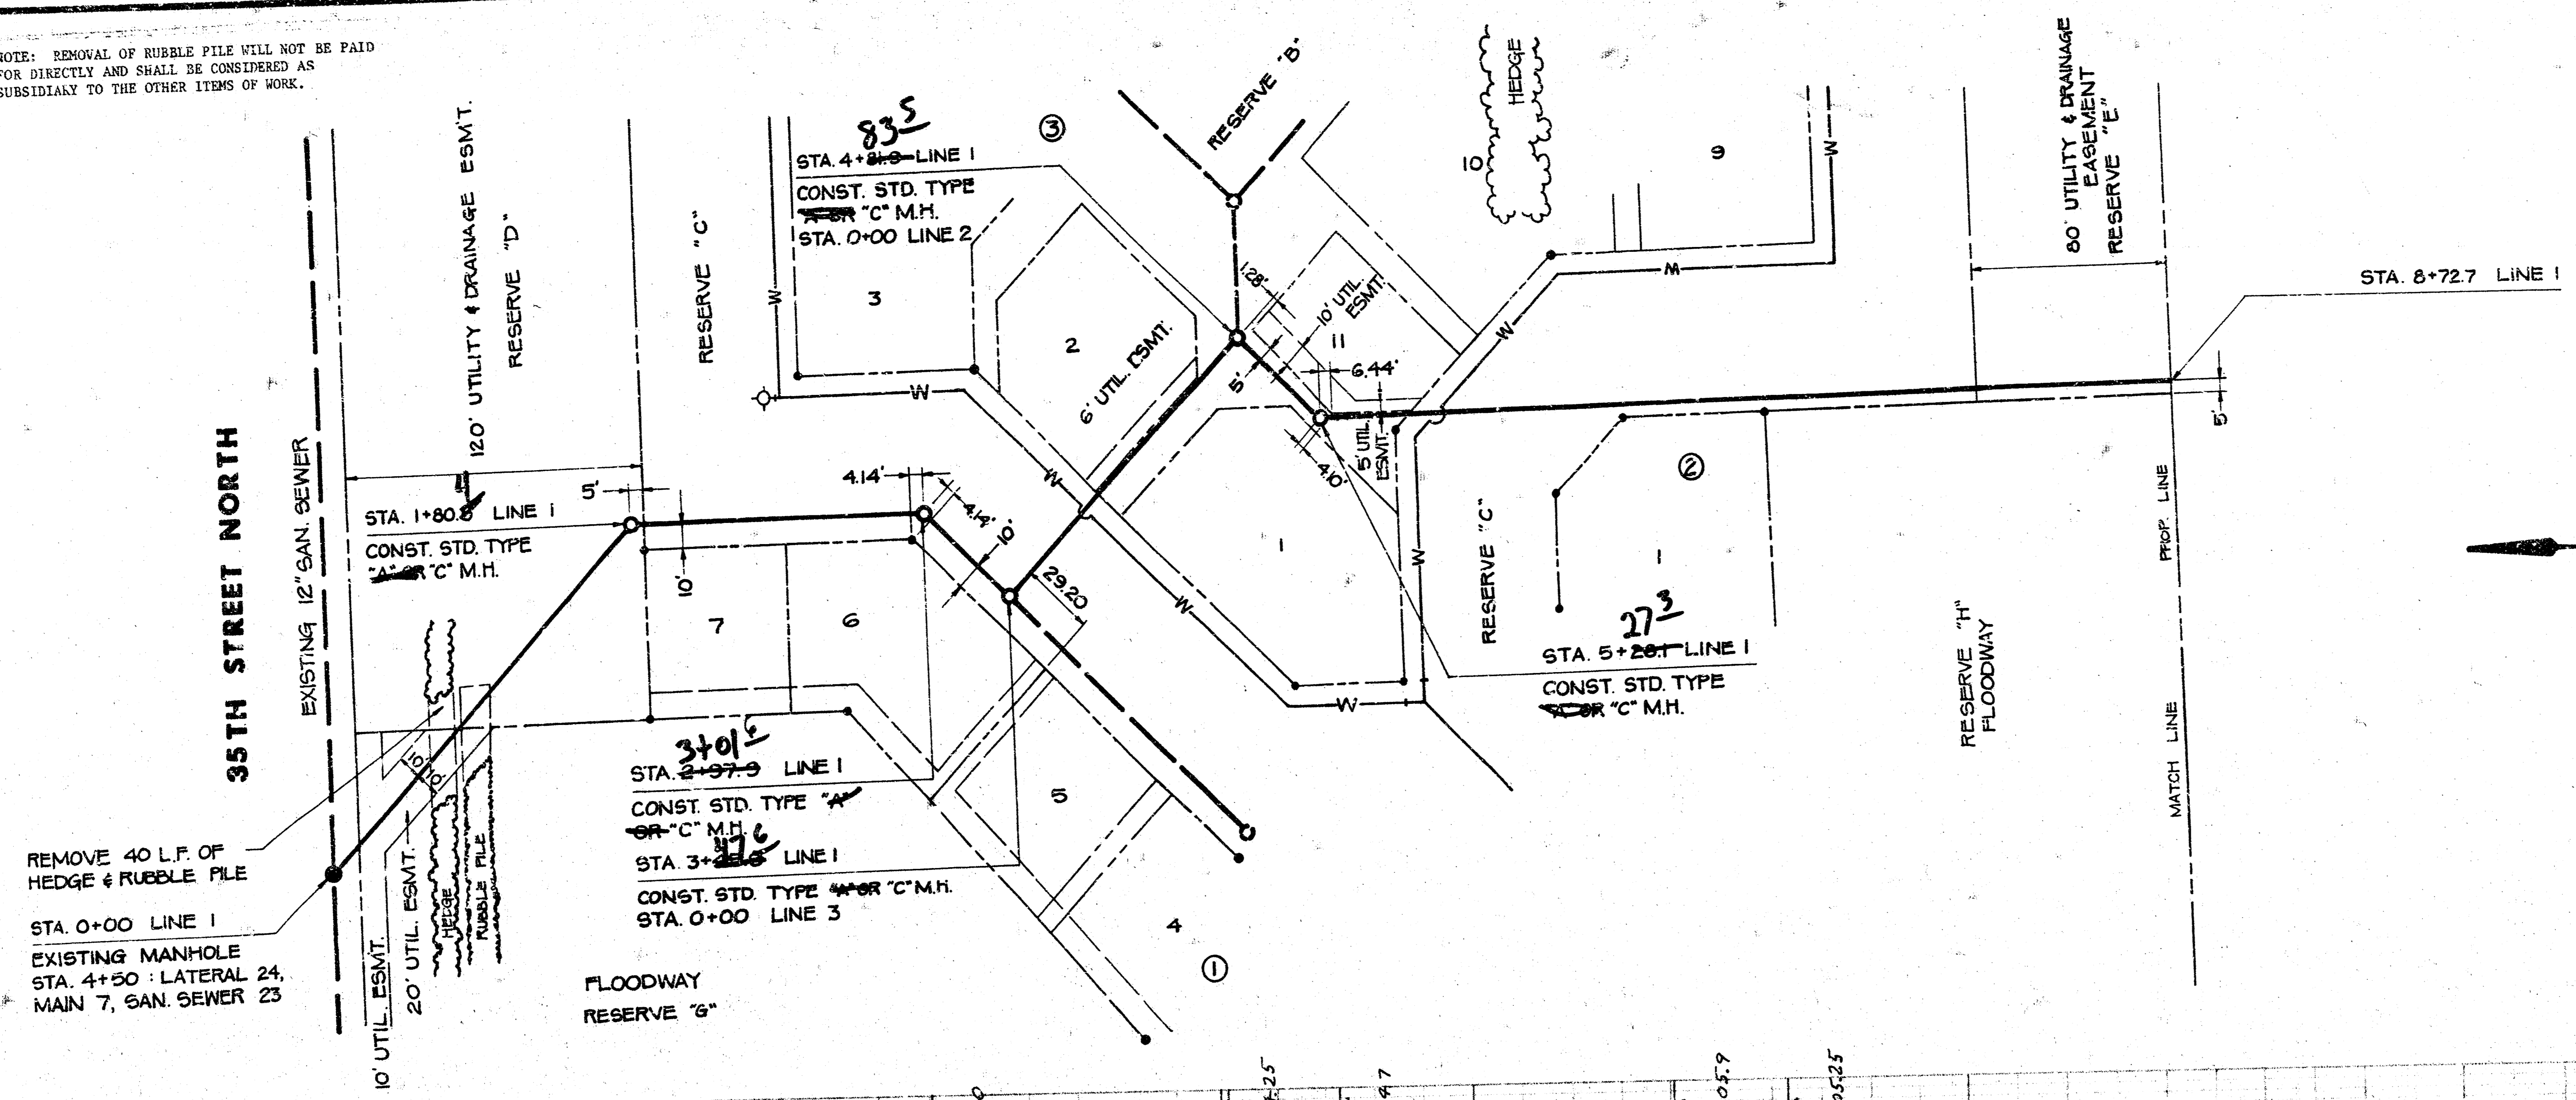 NOTE: REMOVAL OF RUBBLE PILE WILL NOT BE PAID
FOR DIRECTLY AND SHALL BE CONSIDERED AS
SUBSIDIARY TO THE OTHER ITEMS OF WORK.
35TH STREET NORTH
EXISTING 12" SAN. SEWER
120' UTILITY & DRAINAGE ESM'T.
RESERVE "D"
RESERVE "C"
83 5
STA. 4+81.9 LINE 1
CONST. STD. TYPE
"A" OR "C" M.H.
STA. 0+00 LINE 2
3
3
2
6' UTIL. ESMT.
RESERVE "B"
1.28'
10' UTIL.
ESMT.
11
5'
6.44'
5' UTIL.
ESMT.
4.10'
10
HEDGE
9
80' UTILITY & DRAINAGE
EASEMENT
RESERVE "E"
STA. 8+72.7 LINE 1
5'
W
W
W
W
W
W
W
W
W
4
STA. 1+80.8 LINE 1
CONST. STD. TYPE
"A" OR "C" M.H.
5'
10'
4.14'
4.14'
10'
29.20
7
6
1
2
1
RESERVE "C"
27 3
STA. 5+28.1 LINE 1
CONST. STD. TYPE
"A" OR "C" M.H.
RESERVE "H"
FLOODWAY
PROP. LINE
MATCH LINE
3+01 6
STA. 2+97.9 LINE 1
CONST. STD. TYPE "A"
OR "C" M.H.
47 6
STA. 3+ LINE 1
CONST. STD. TYPE "A" OR "C" M.H.
STA. 0+00 LINE 3
5
4
1
REMOVE 40 L.F. OF
HEDGE & RUBBLE PILE
10'
10'
STA. 0+00 LINE 1
EXISTING MANHOLE
STA. 4+50 : LATERAL 24,
MAIN 7, SAN. SEWER 23
10' UTIL. ESMT.
20' UTIL. ESMT.
HEDGE
RUBBLE PILE
FLOODWAY
RESERVE "G"
05.9
05.25